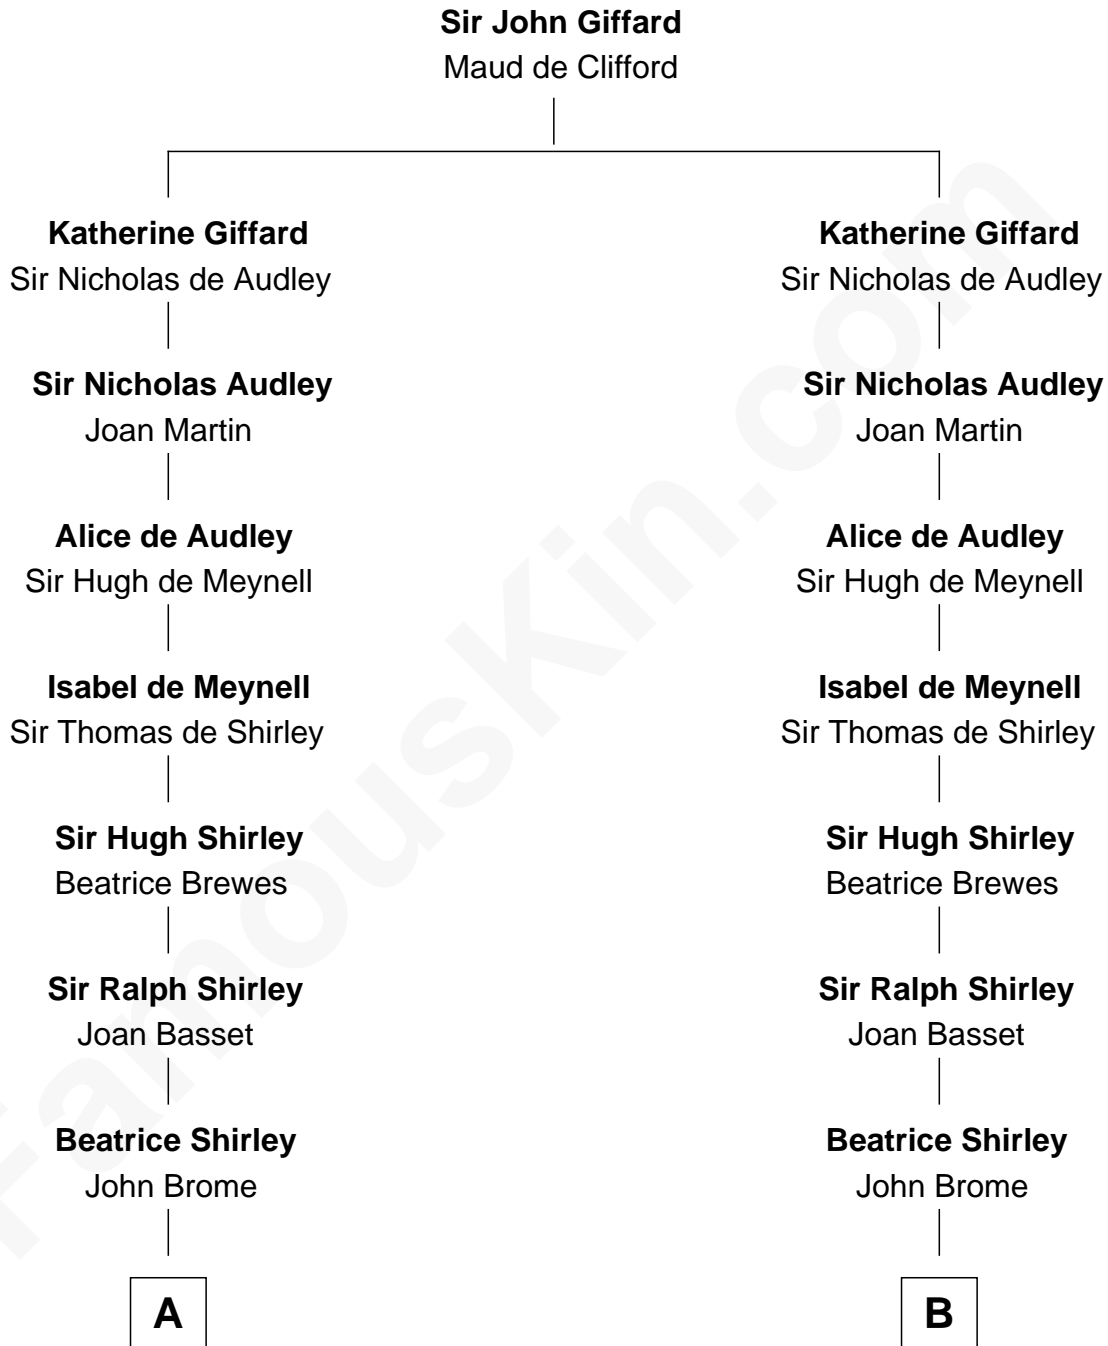 Sir John Giffard
Maud de Clifford
Katherine Giffard
Sir Nicholas de Audley
Katherine Giffard
Sir Nicholas de Audley
Sir Nicholas Audley
Joan Martin
Sir Nicholas Audley
Joan Martin
Alice de Audley
Sir Hugh de Meynell
Alice de Audley
Sir Hugh de Meynell
Isabel de Meynell
Sir Thomas de Shirley
Isabel de Meynell
Sir Thomas de Shirley
Sir Hugh Shirley
Beatrice Brewes
Sir Hugh Shirley
Beatrice Brewes
Sir Ralph Shirley
Joan Basset
Sir Ralph Shirley
Joan Basset
Beatrice Shirley
John Brome
Beatrice Shirley
John Brome
A
B
FamousKin.com